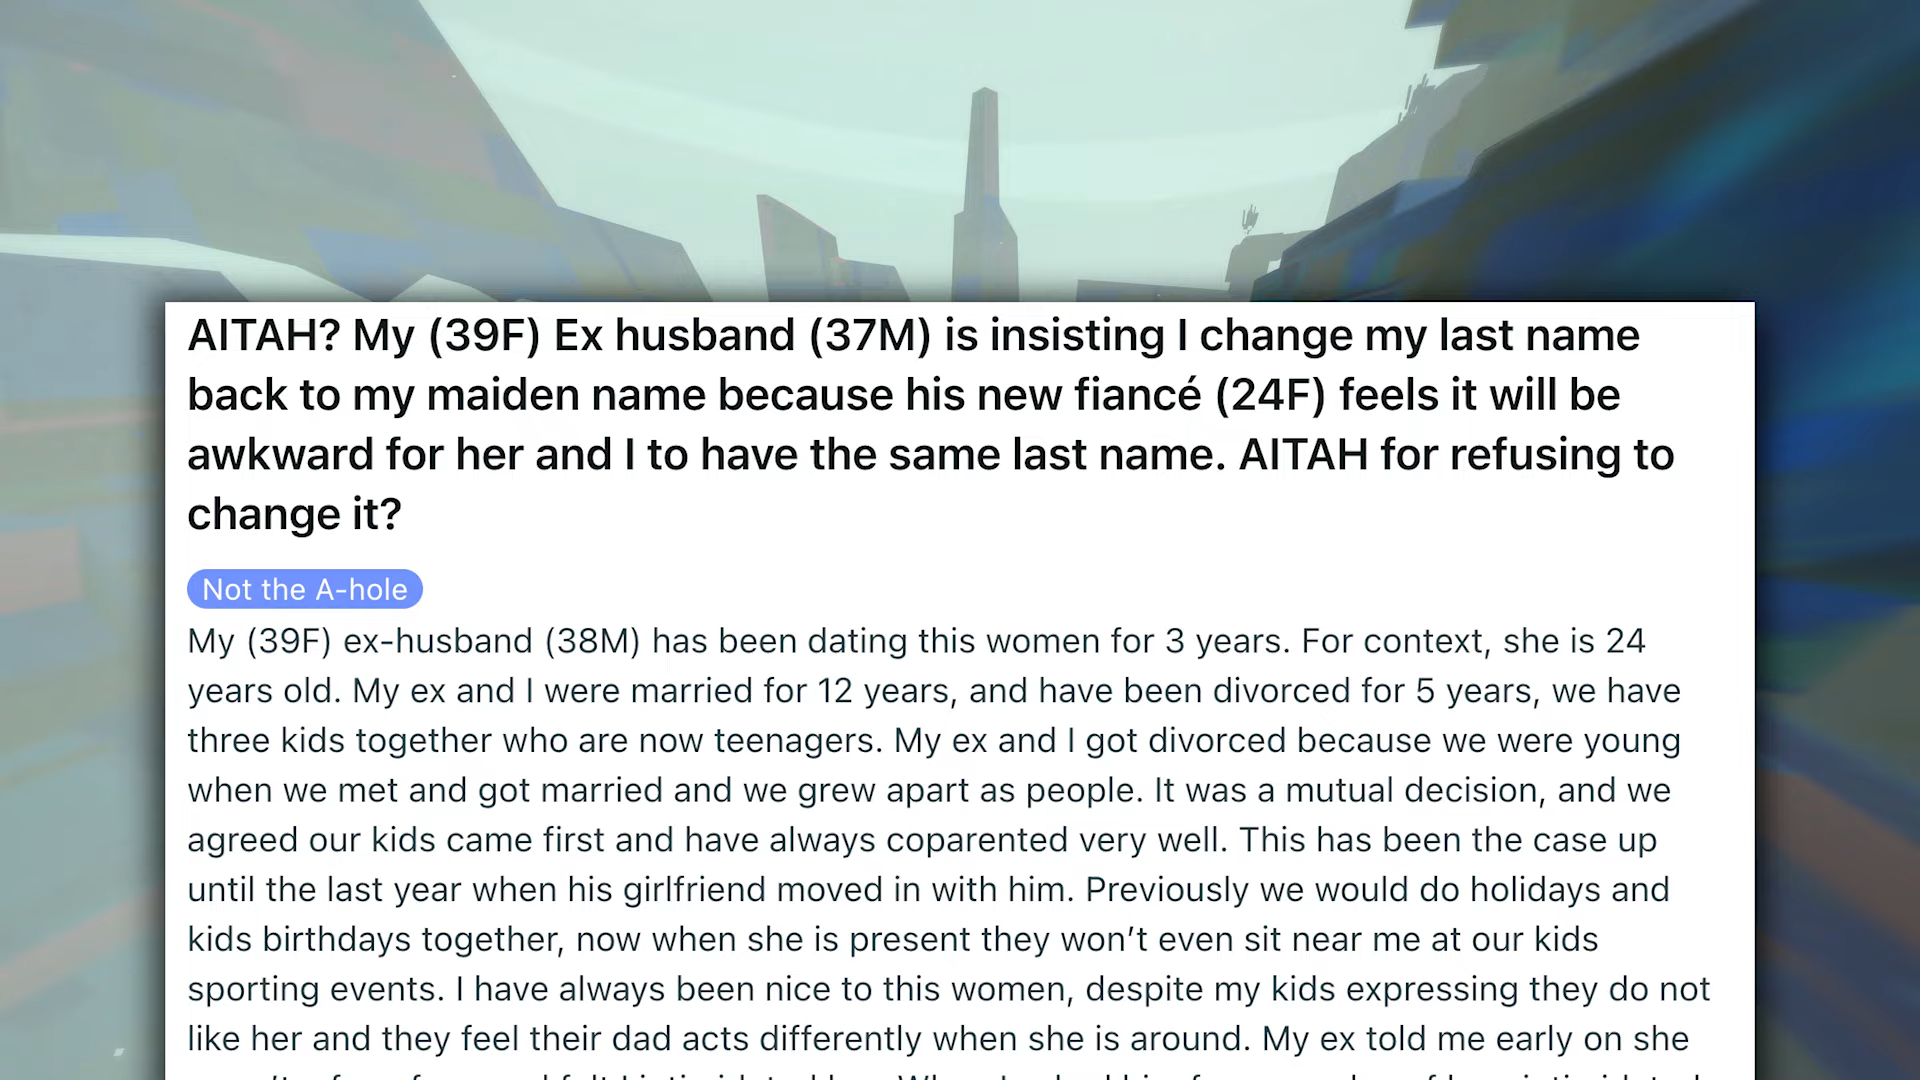 AITAH? My (39F) Ex husband (37M) is insisting I change my last name
back to my maiden name because his new fiancé (24F) feels it will be
awkward for her and I to have the same last name. AITAH for refusing to
change it?
Not the A-hole
My (39F) ex-husband (38M) has been dating this women for 3 years. For context, she is 24
years old. My ex and I were married for 12 years, and have been divorced for 5 years, we have
three kids together who are now teenagers. My ex and I got divorced because we were young
when we met and got married and we grew apart as people. It was a mutual decision, and we
agreed our kids came first and have always coparented very well. This has been the case up
until the last year when his girlfriend moved in with him. Previously we would do holidays and
kids birthdays together, now when she is present they won’t even sit near me at our kids
sporting events. I have always been nice to this women, despite my kids expressing they do not
like her and they feel their dad acts differently when she is around. My ex told me early on she